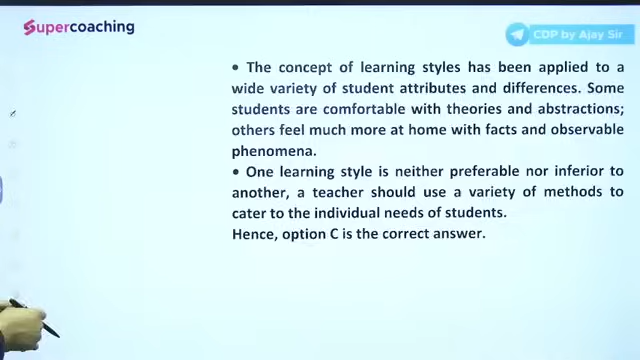 Supercoaching
CDP by Ajay Sir
• The concept of learning styles has been applied to a
wide variety of student attributes and differences. Some
students are comfortable with theories and abstractions;
others feel much more at home with facts and observable
phenomena.
• One learning style is neither preferable nor inferior to
another, a teacher should use a variety of methods to
cater to the individual needs of students.
Hence, option C is the correct answer.